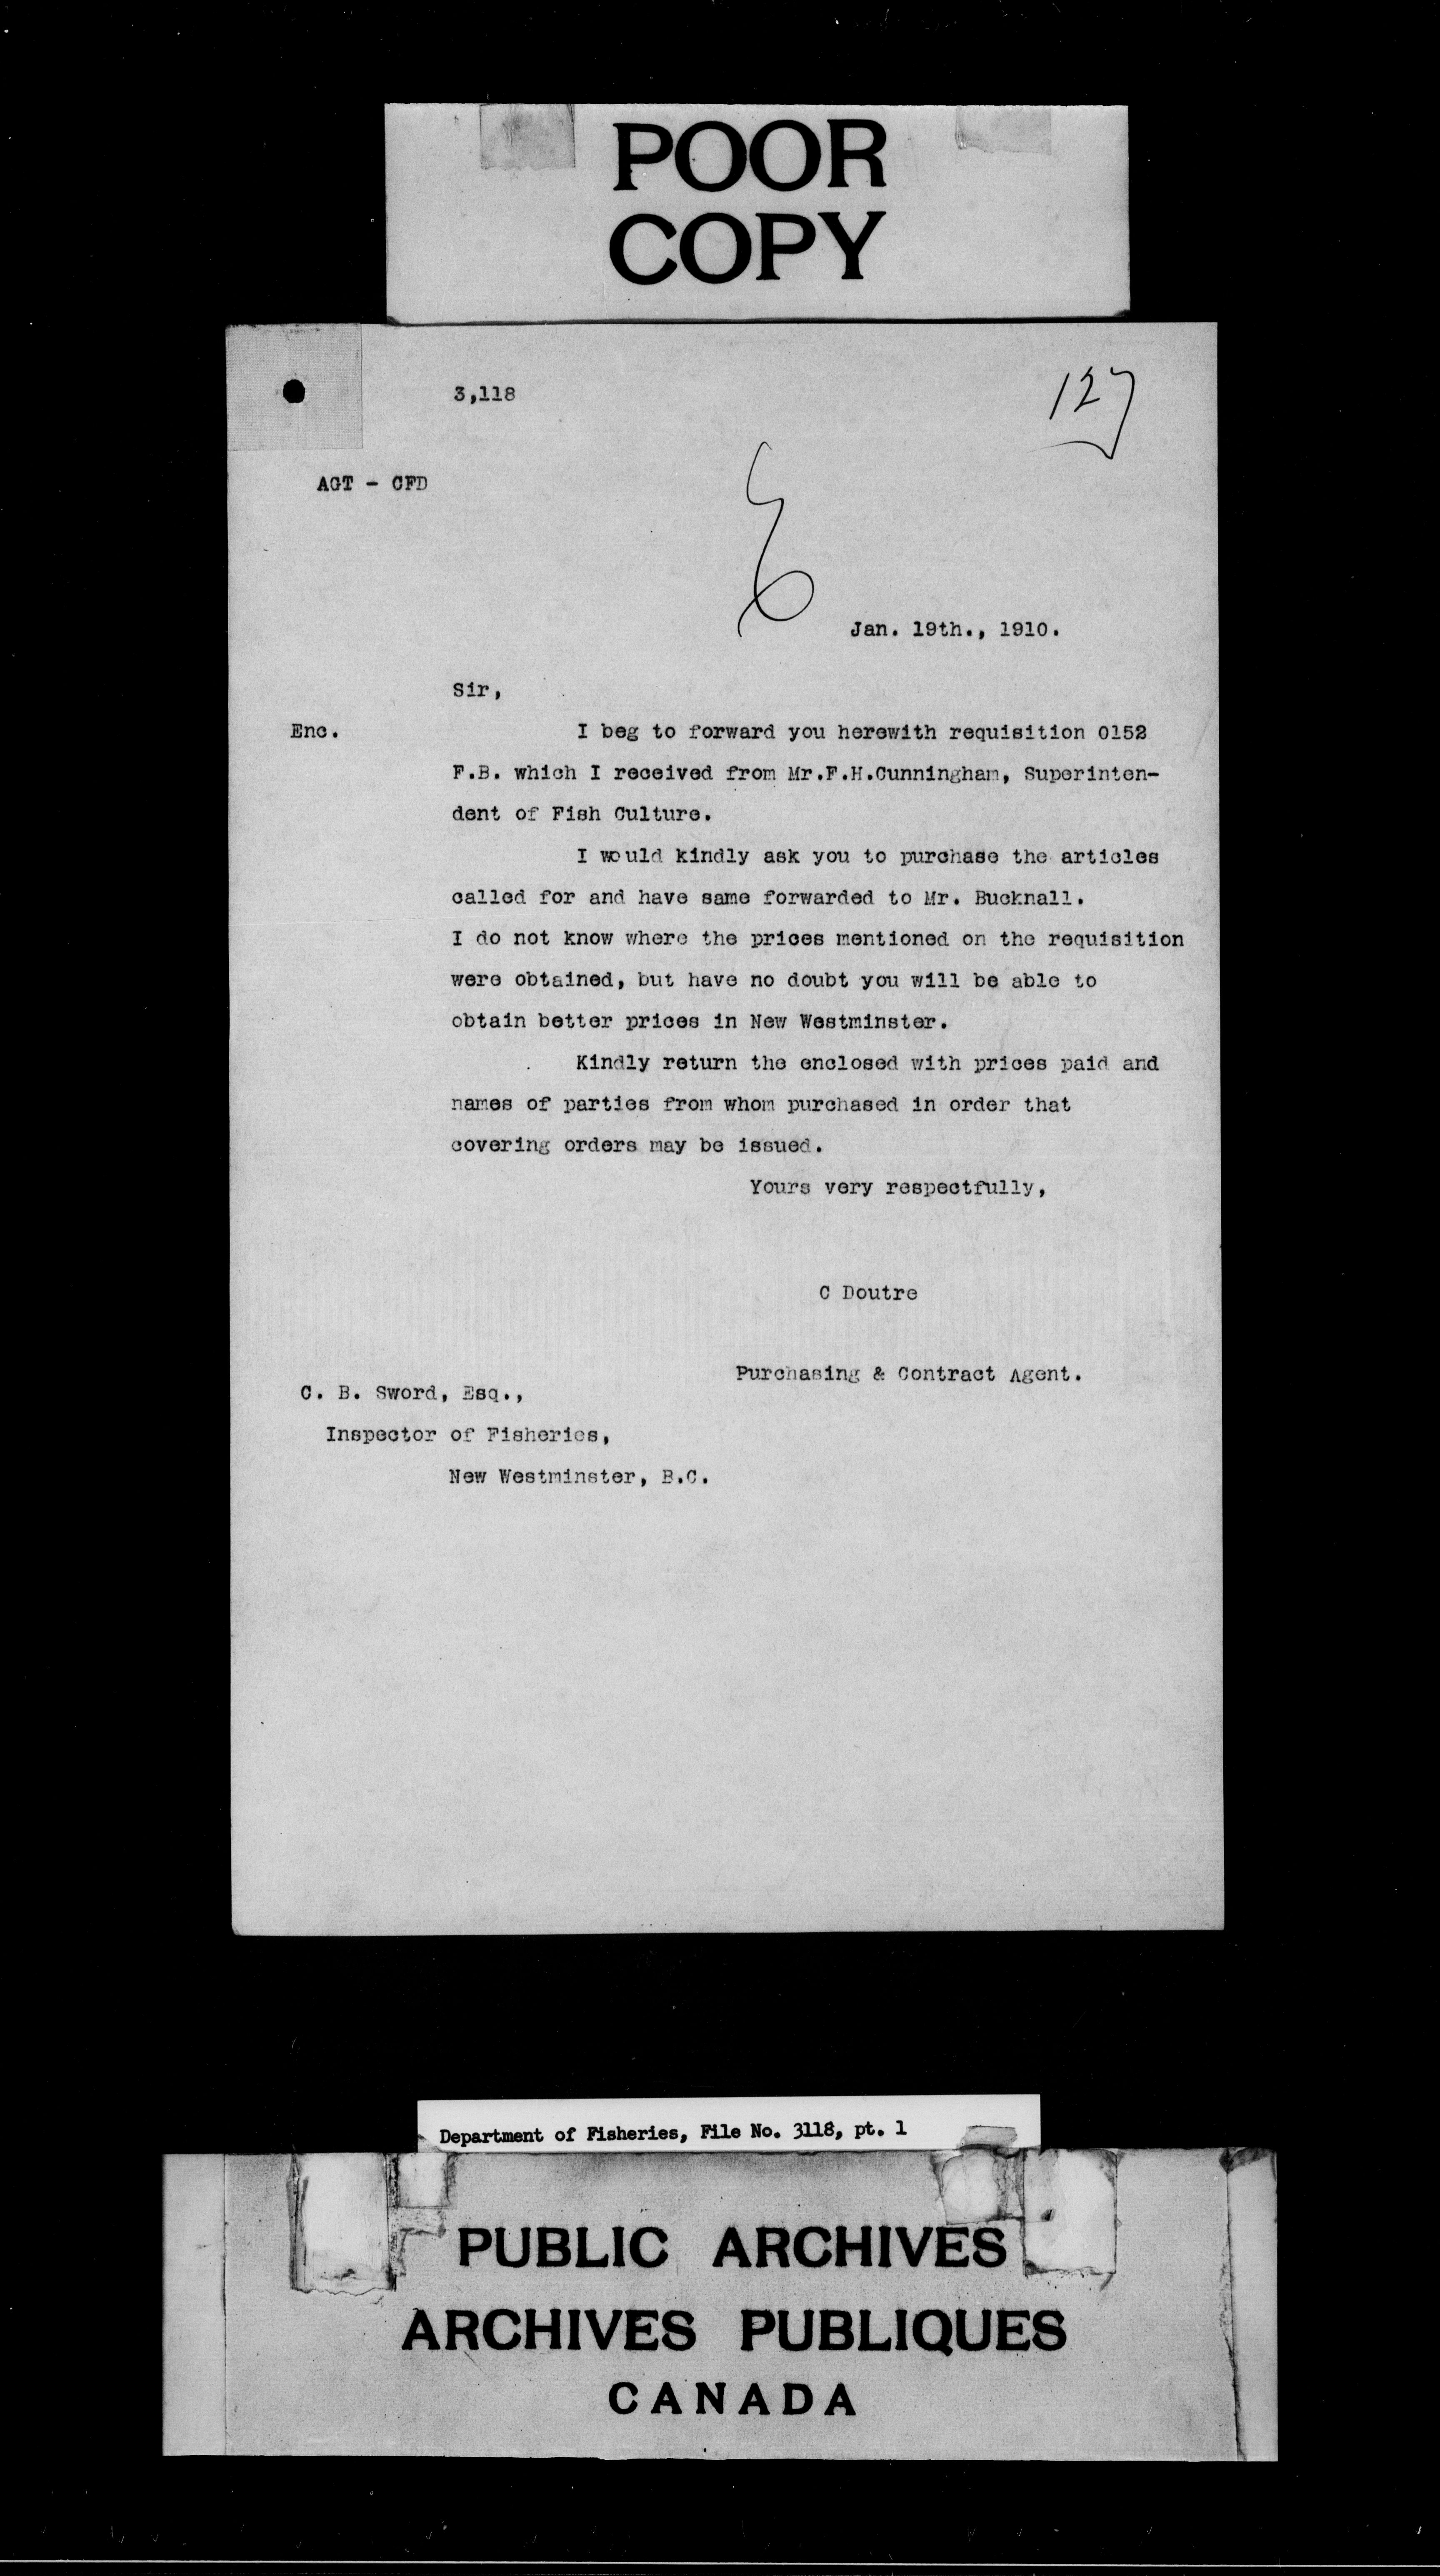 POOR
COPY
3,118
127
AGT - CFD
Jan. 19th., 1910.
Sir,
Enc. I beg to forward you herewith requisition 0152
F.B. which I received from Mr.F.H.Cunningham, Superinten-
dent of Fish Culture.
I would kindly ask you to purchase the articles
called for and have same forwarded to Mr. Bucknall.
I do not know where the prices mentioned on the requisition
were obtained, but have no doubt you will be able to
obtain better prices in New Westminster.
Kindly return the enclosed with prices paid and
names of parties from whom purchased in order that
covering orders may be issued.
Yours very respectfully,
C Doutre
Purchasing & Contract Agent.
C. B. Sword, Esq.,
Inspector of Fisheries,
New Westminster, B.C.
Department of Fisheries, File No. 3118, pt. 1
PUBLIC ARCHIVES
ARCHIVES PUBLIQUES
CANADA